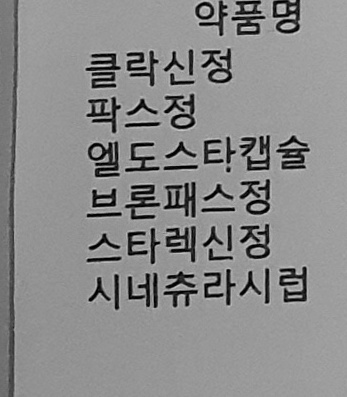 약품명
클락신정
팍스정
엘도스타캡슐
브론패스정
스타렉신정
시네츄라시럽